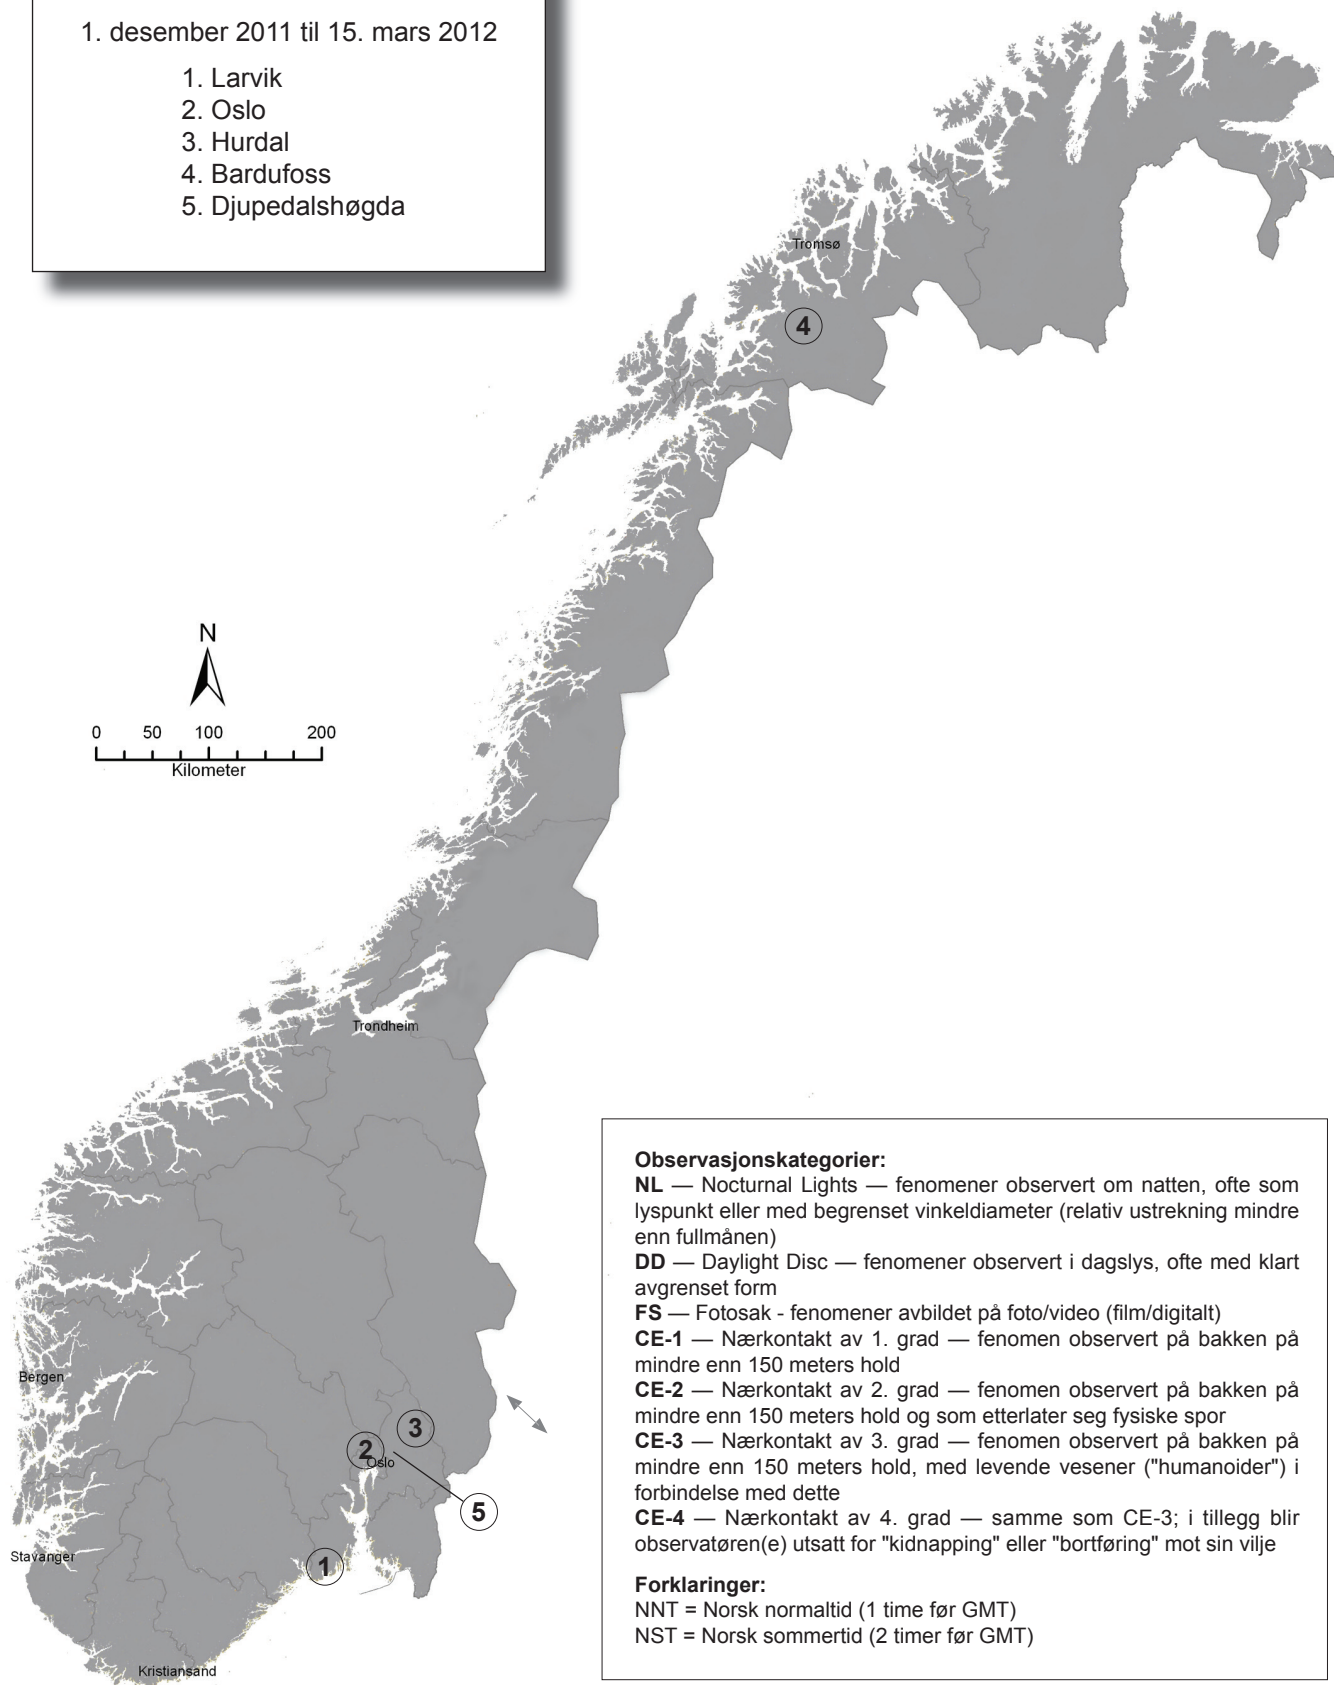 1. desember 2011 til 15. mars 2012
1. Larvik
2. Oslo
3. Hurdal
4. Bardufoss
5. Djupedalshøgda
Tromsø
4
N
0 50 100 200
Kilometer
Trondheim
Bergen
3
2
Oslo
5
Stavanger
1
Kristiansand
Observasjonskategorier:
NL — Nocturnal Lights — fenomener observert om natten, ofte som
lyspunkt eller med begrenset vinkeldiameter (relativ ustrekning mindre
enn fullmånen)
DD — Daylight Disc — fenomener observert i dagslys, ofte med klart
avgrenset form
FS — Fotosak - fenomener avbildet på foto/video (film/digitalt)
CE-1 — Nærkontakt av 1. grad — fenomen observert på bakken på
mindre enn 150 meters hold
CE-2 — Nærkontakt av 2. grad — fenomen observert på bakken på
mindre enn 150 meters hold og som etterlater seg fysiske spor
CE-3 — Nærkontakt av 3. grad — fenomen observert på bakken på
mindre enn 150 meters hold, med levende vesener ("humanoider") i
forbindelse med dette
CE-4 — Nærkontakt av 4. grad — samme som CE-3; i tillegg blir
observatøren(e) utsatt for "kidnapping" eller "bortføring" mot sin vilje
Forklaringer:
NNT = Norsk normaltid (1 time før GMT)
NST = Norsk sommertid (2 timer før GMT)